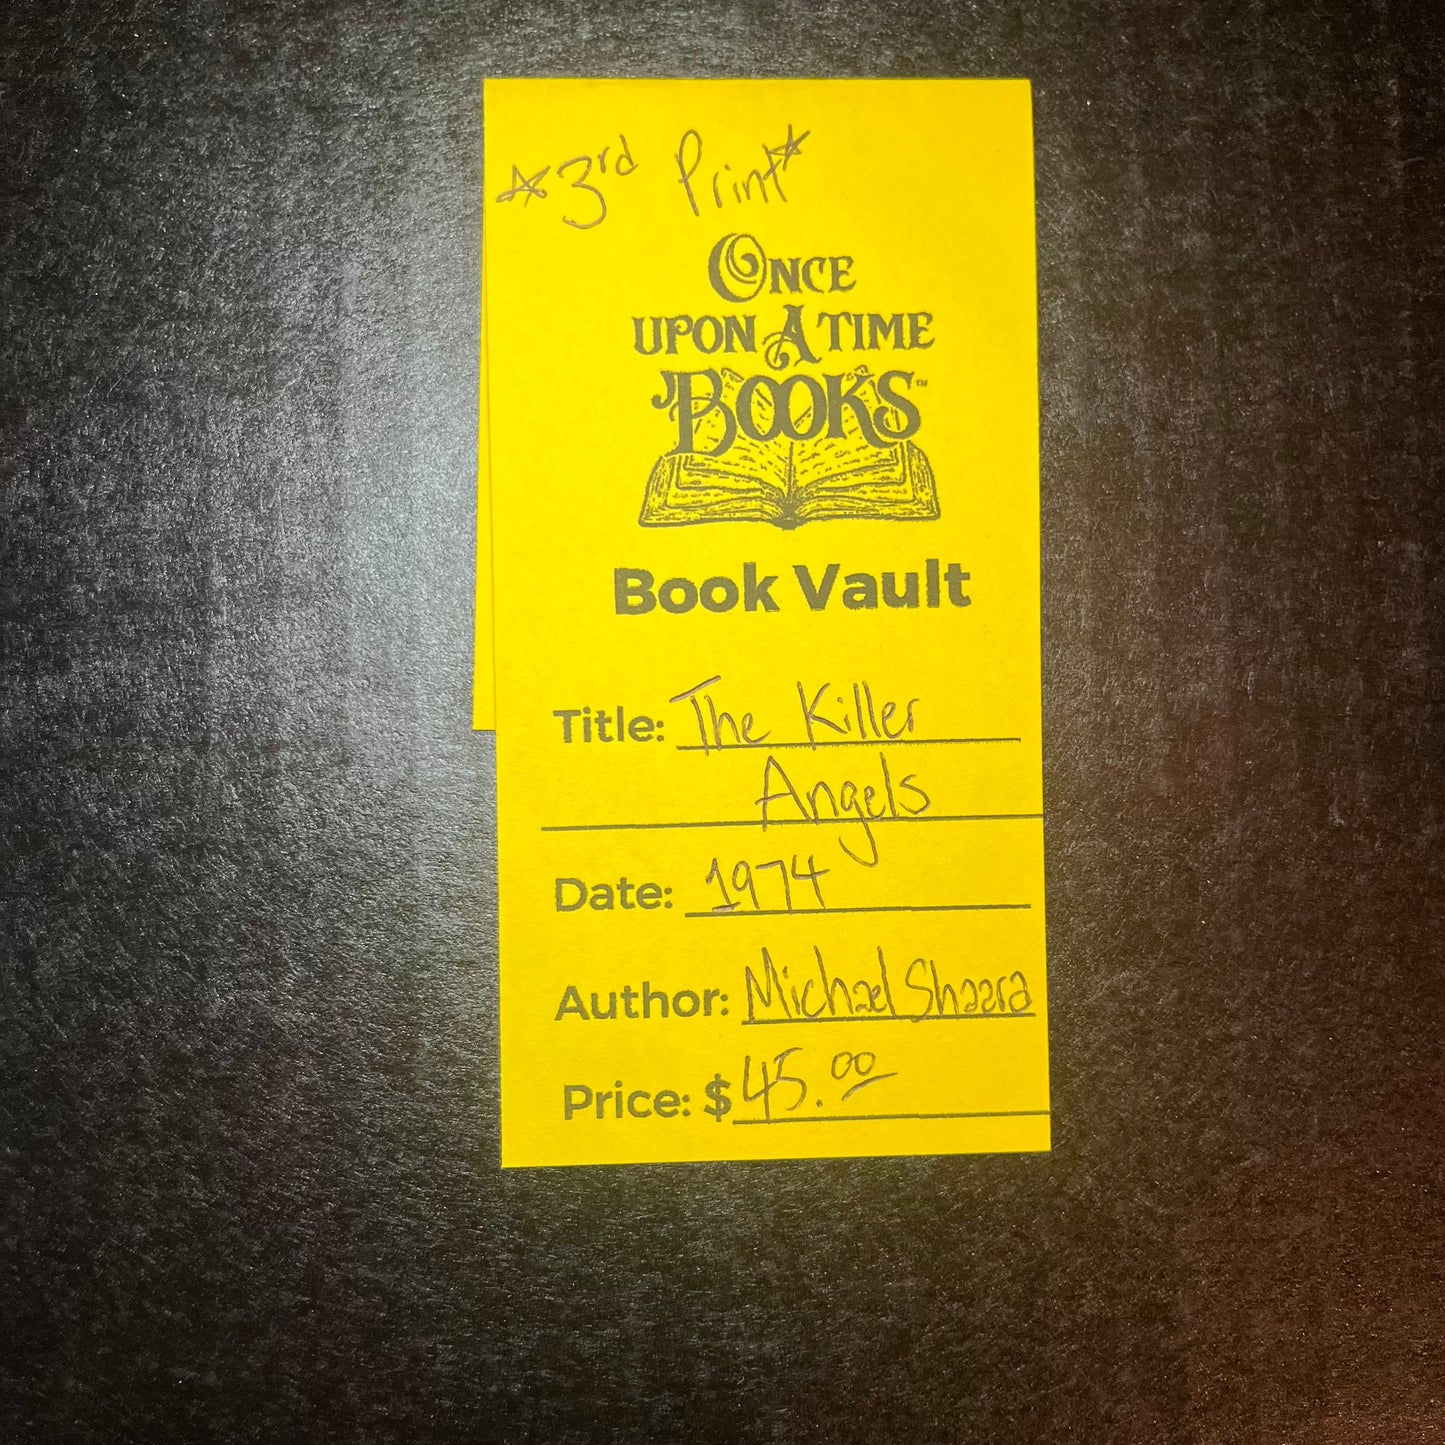 ☆3rd Print☆
ONCE
UPON A TIME
BOOKS™
Book Vault
Title: The Killer
Angels
Date: 1974
Author: Michael Shaara
Price: $45.00